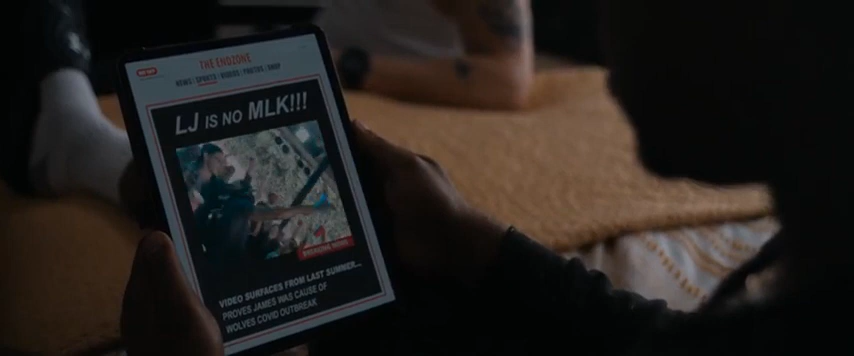 THE ENDZONE
NEWS | SPORTS | VIDEOS | PHOTOS | SHOP
LJ IS NO MLK!!!
BREAKING NEWS
VIDEO SURFACES FROM LAST SUMMER...
PROVES JAMES WAS CAUSE OF
WOLVES COVID OUTBREAK